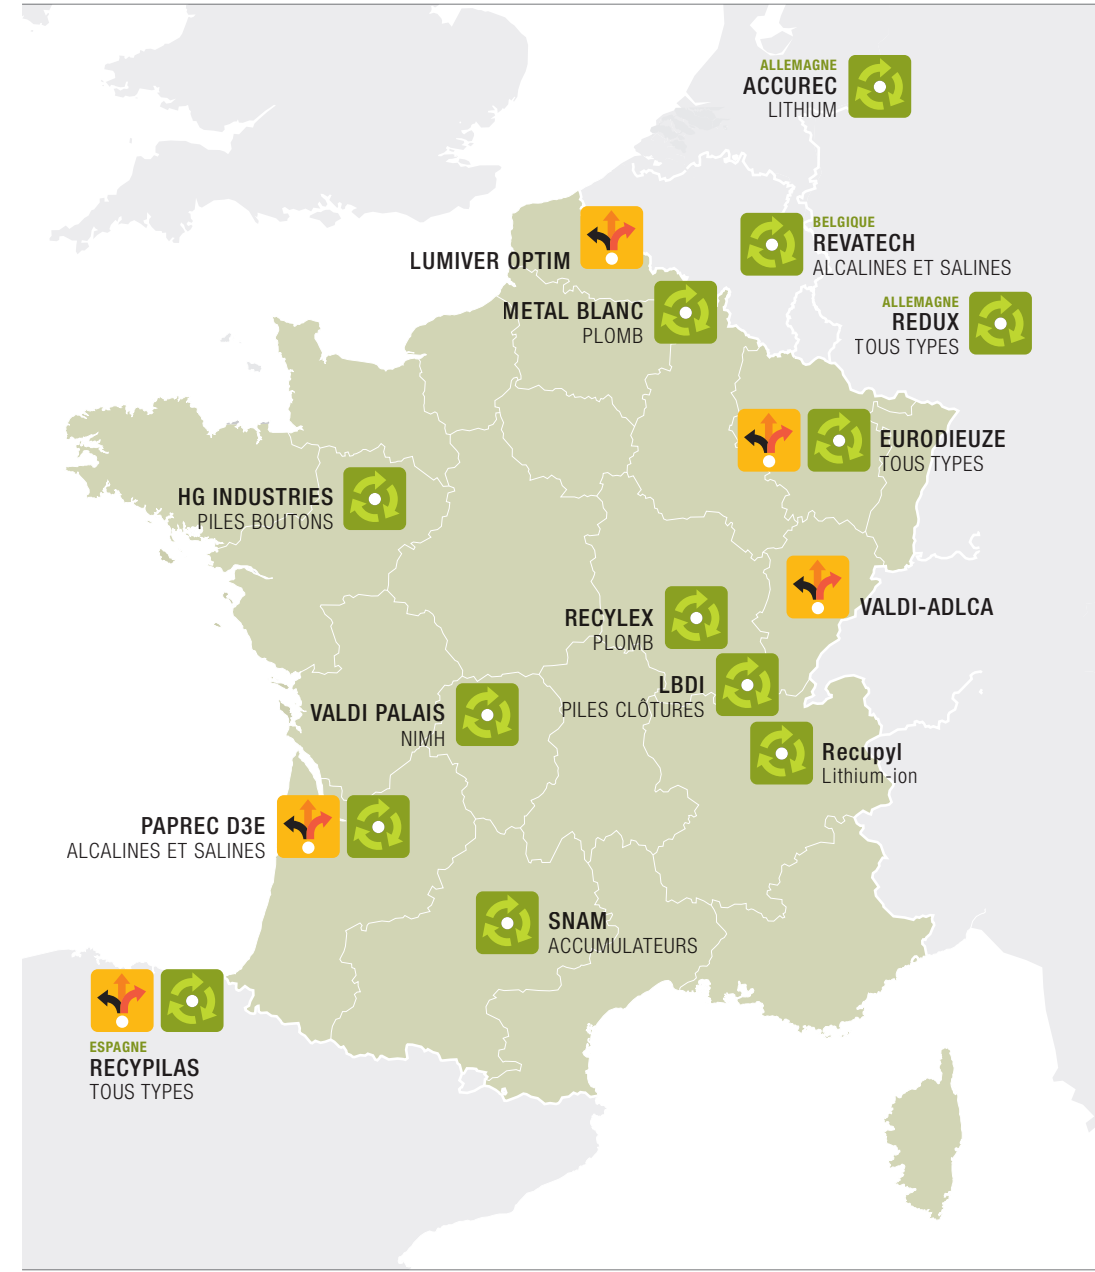 ALLEMAGNE
ACCUREC
LITHIUM
BELGIQUE
REVATECH
ALCALINES ET SALINES
LUMIVER OPTIM
ALLEMAGNE
REDUX
TOUS TYPES
METAL BLANC
PLOMB
EURODIEUZE
TOUS TYPES
HG INDUSTRIES
PILES BOUTONS
VALDI-ADLCA
RECYLEX
PLOMB
LBDI
PILES CLÔTURES
VALDI PALAIS
NIMH
Recupyl
Lithium-ion
PAPREC D3E
ALCALINES ET SALINES
SNAM
ACCUMULATEURS
ESPAGNE
RECYPILAS
TOUS TYPES